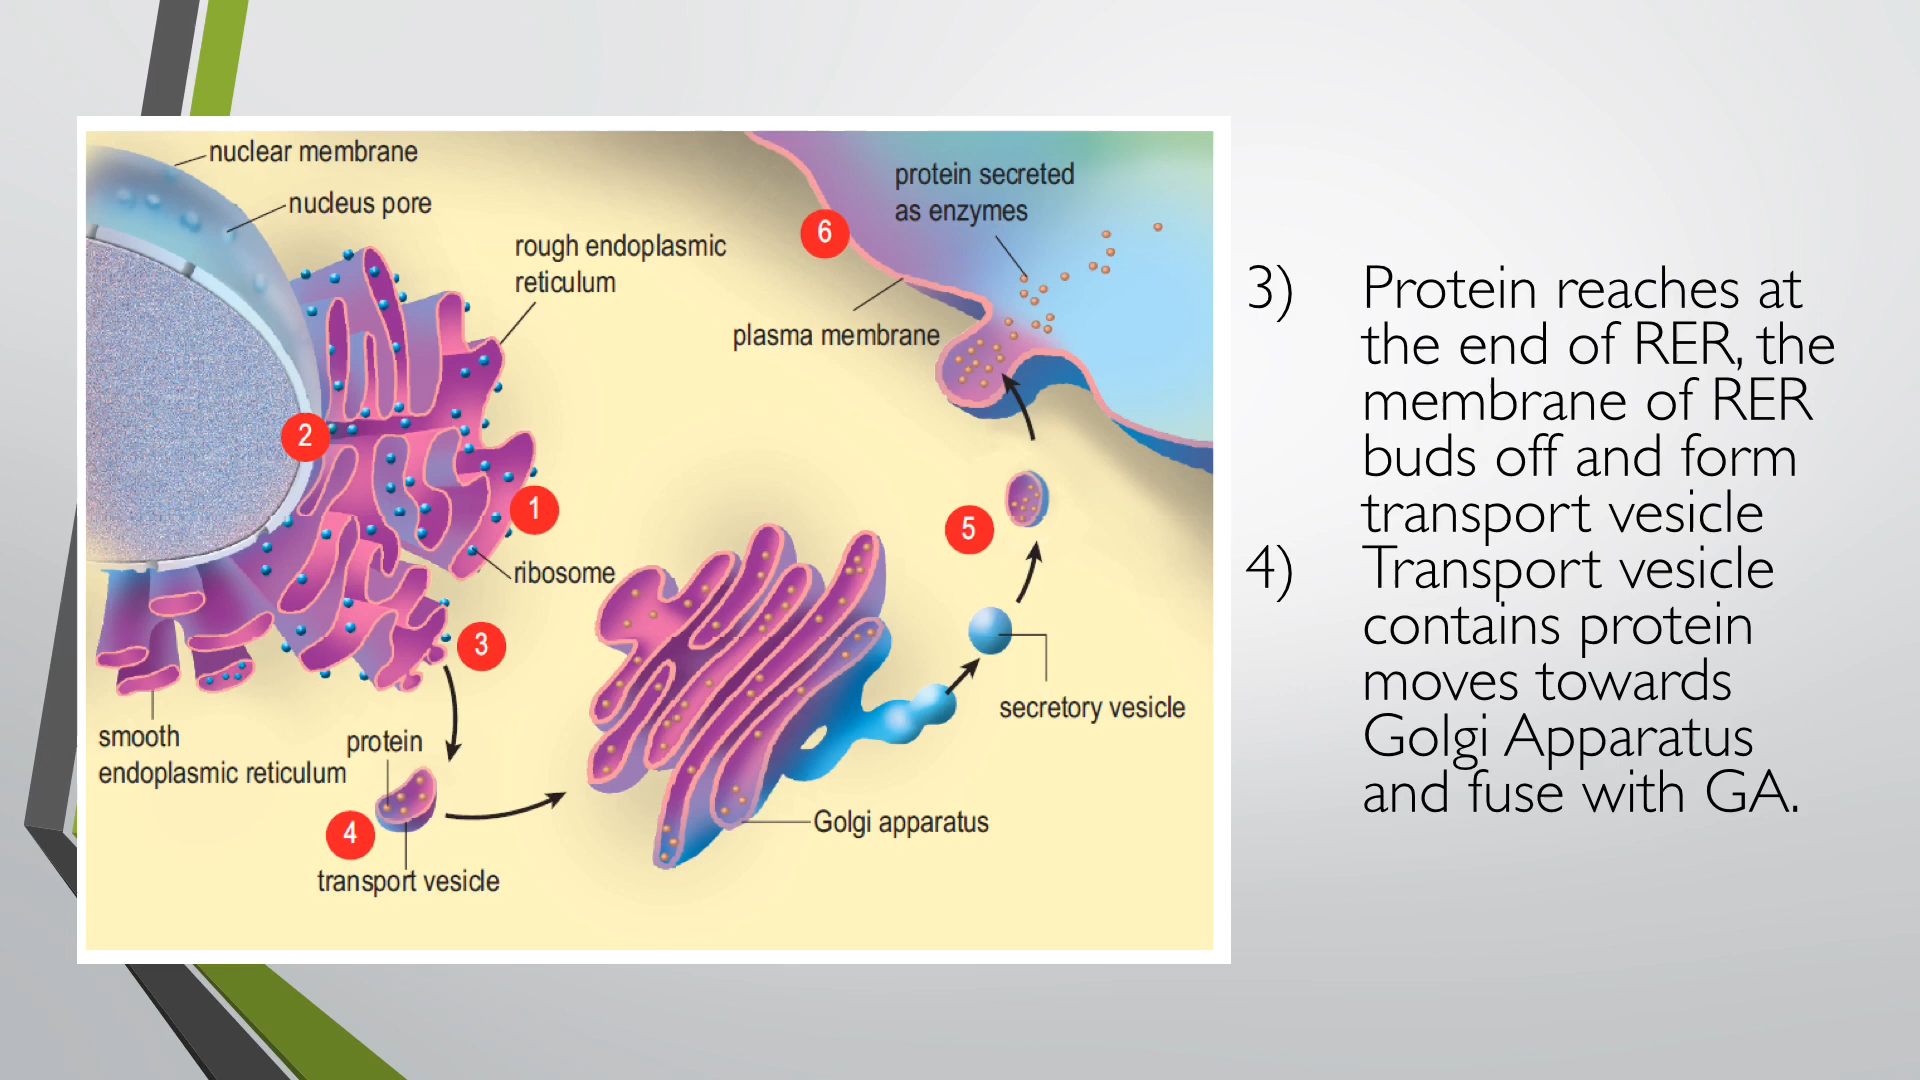 nuclear membrane
nucleus pore
rough endoplasmic
reticulum
protein secreted
as enzymes
6
plasma membrane
2
1
ribosome
5
3
smooth
endoplasmic reticulum
protein
4
transport vesicle
secretory vesicle
Golgi apparatus
3) Protein reaches at
the end of RER, the
membrane of RER
buds off and form
transport vesicle
4) Transport vesicle
contains protein
moves towards
Golgi Apparatus
and fuse with GA.